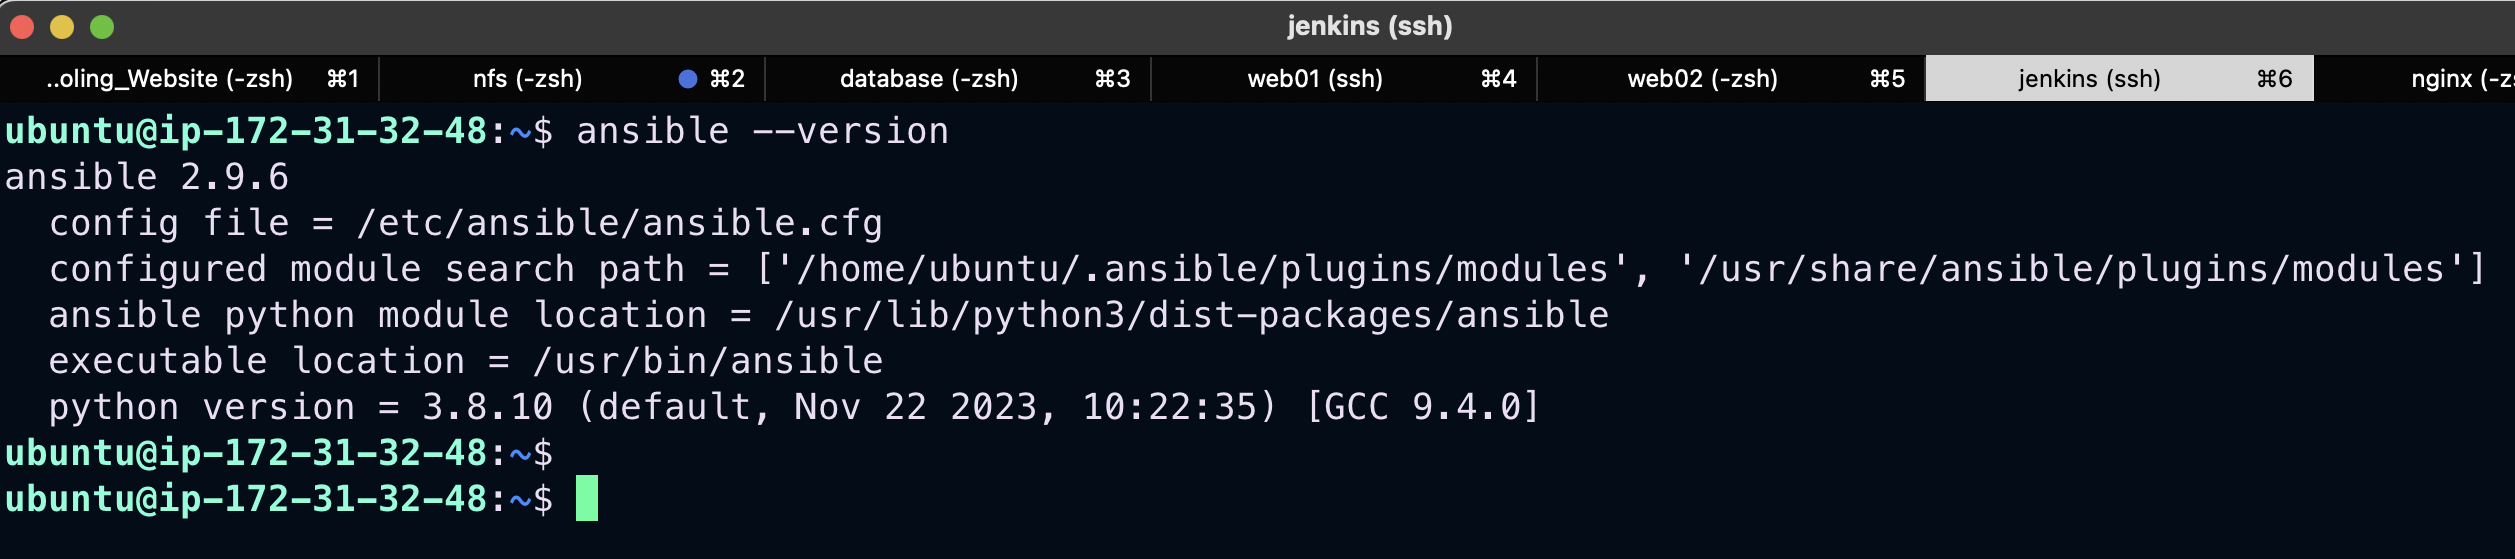 jenkins (ssh)
..oling_Website (-zsh) ⌘1 nfs (-zsh) ⌘2 database (-zsh) ⌘3 web01 (ssh) ⌘4 web02 (-zsh) ⌘5 jenkins (ssh) ⌘6 nginx (-zs
ubuntu@ip-172-31-32-48:~$ ansible --version
ansible 2.9.6
  config file = /etc/ansible/ansible.cfg
  configured module search path = ['/home/ubuntu/.ansible/plugins/modules', '/usr/share/ansible/plugins/modules']
  ansible python module location = /usr/lib/python3/dist-packages/ansible
  executable location = /usr/bin/ansible
  python version = 3.8.10 (default, Nov 22 2023, 10:22:35) [GCC 9.4.0]
ubuntu@ip-172-31-32-48:~$
ubuntu@ip-172-31-32-48:~$